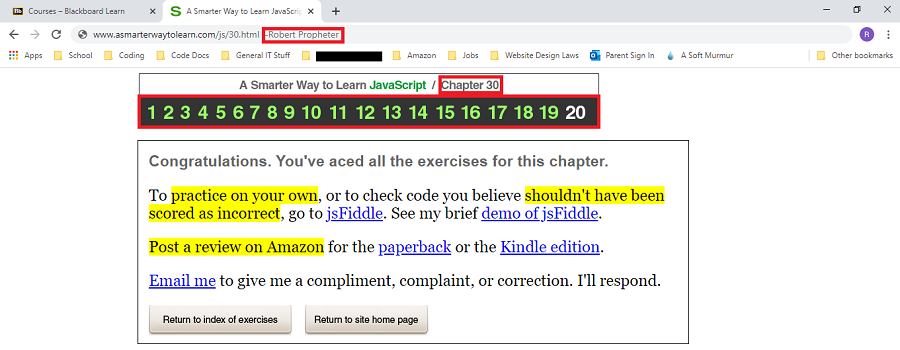 Courses – Blackboard Learn
A Smarter Way to Learn JavaScrip
www.asmarterwaytolearn.com/js/30.html -Robert Propheter
R
Coding School Coding Code Docs General IT Stuff Amazon Jobs Website Design Laws Parent Sign In A Soft Murmur Other bookmarks
A Smarter Way to Learn JavaScript / Chapter 30
1 2 3 4 5 6 7 8 9 10 11 12 13 14 15 16 17 18 19 20
Congratulations. You've aced all the exercises for this chapter.
To practice on your own, or to check code you believe shouldn't have been
scored as incorrect, go to jsFiddle. See my brief demo of jsFiddle.
Post a review on Amazon for the paperback or the Kindle edition.
Email me to give me a compliment, complaint, or correction. I'll respond.
Return to index of exercises Return to site home page